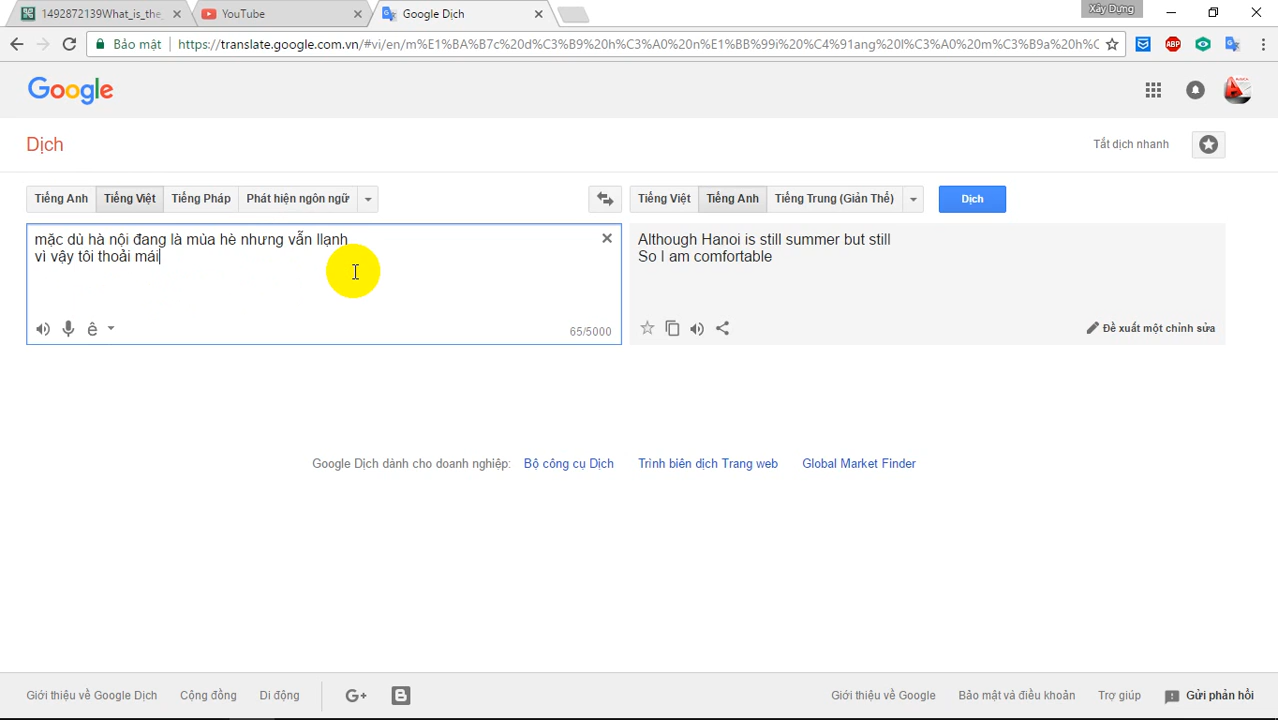 1492872139What_is_the
YouTube
Google Dịch
Xây Dựng
Bảo mật
https://translate.google.com.vn/#vi/en/m%E1%BA%B7c%20d%C3%B9%20h%C3%A0%20n%E1%BB%99i%20%C4%91ang%20l%C3%A0%20m%C3%B9a%20h%C
ABP
Google
Dịch
Tắt dịch nhanh
Tiếng Anh Tiếng Việt Tiếng Pháp Phát hiện ngôn ngữ
Tiếng Việt Tiếng Anh Tiếng Trung (Giản Thể) Dịch
mặc dù hà nội đang là mùa hè nhưng vẫn llạnh
vì vậy tôi thoải mái
ê
65/5000
Although Hanoi is still summer but still
So I am comfortable
Đề xuất một chỉnh sửa
Google Dịch dành cho doanh nghiệp: Bộ công cụ Dịch Trình biên dịch Trang web Global Market Finder
Giới thiệu về Google Dịch Cộng đồng Di động G+ Giới thiệu về Google Bảo mật và điều khoản Trợ giúp Gửi phản hồi